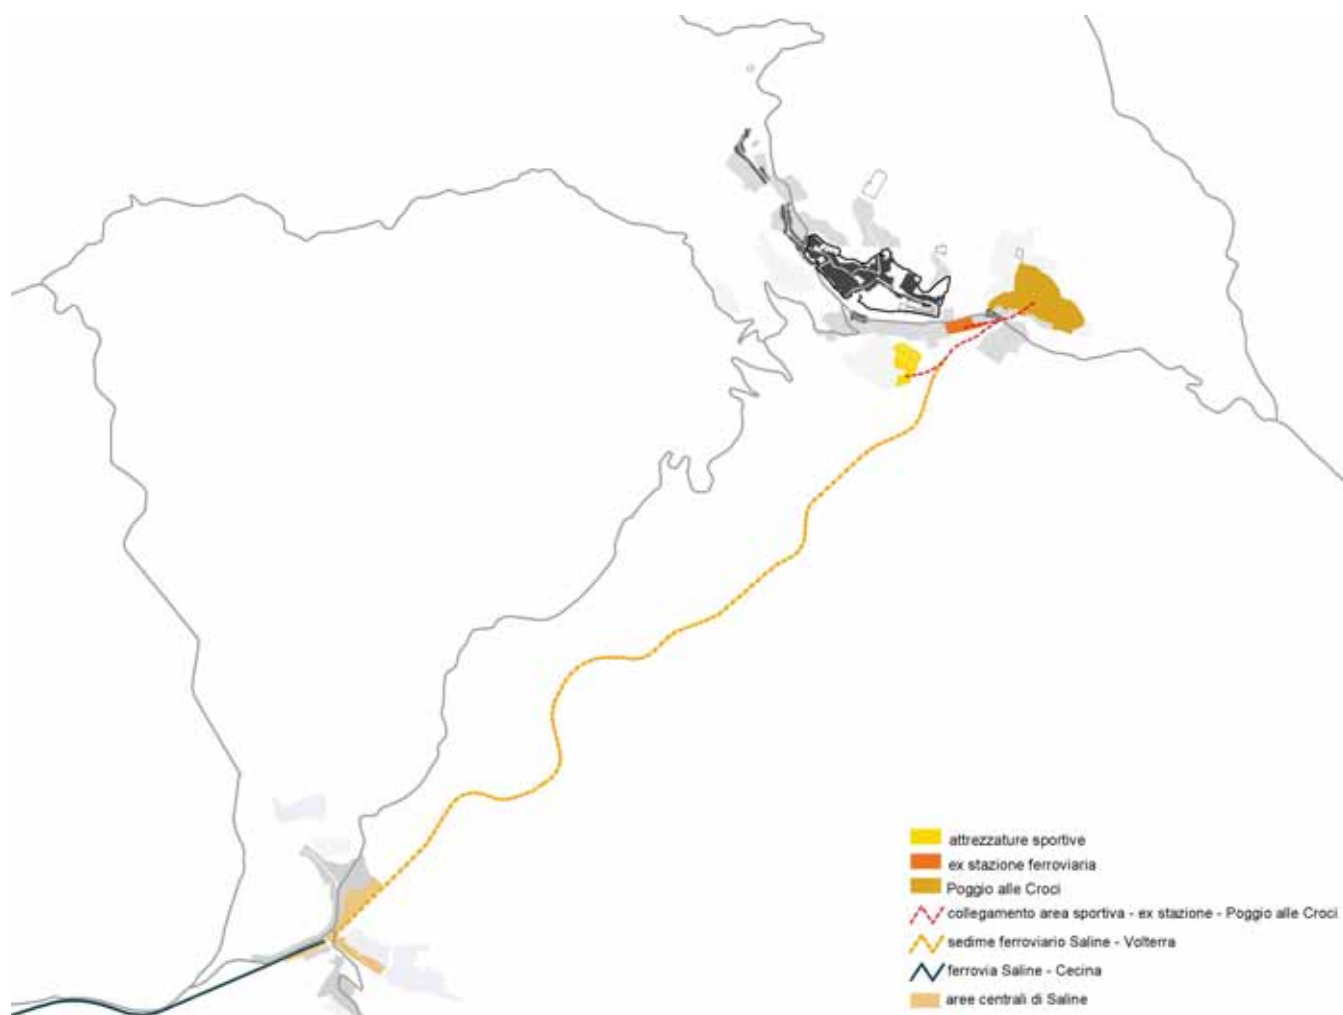 attrezzature sportive
ex stazione ferroviaria
Poggio alle Croci
collegamento area sportiva - ex stazione - Poggio alle Croci
sedime ferroviario Saline - Volterra
ferrovia Saline - Cecina
aree centrali di Saline